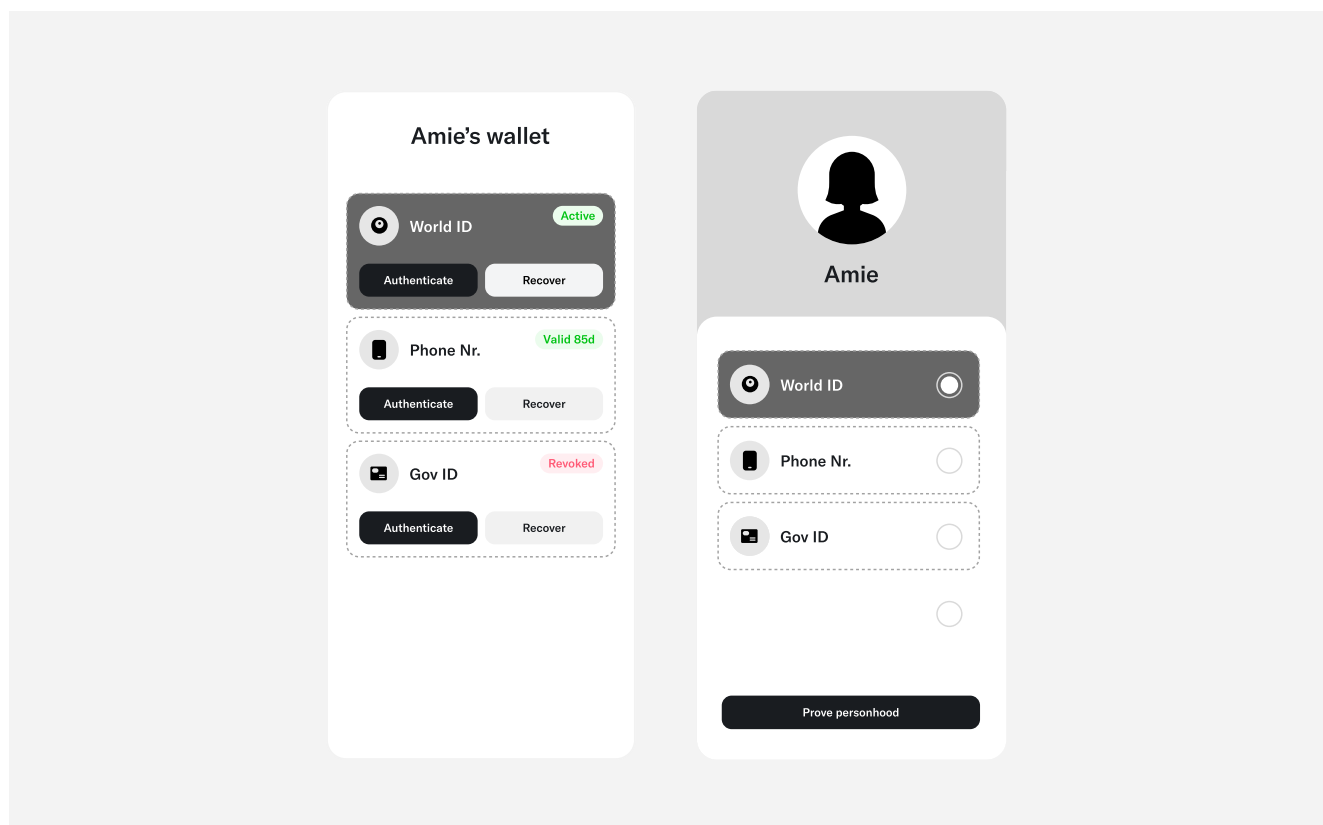 Amie’s wallet
World ID
Active
Authenticate
Recover
Phone Nr.
Valid 85d
Authenticate
Recover
Gov ID
Revoked
Authenticate
Recover
Amie
World ID
Phone Nr.
Gov ID
Prove personhood